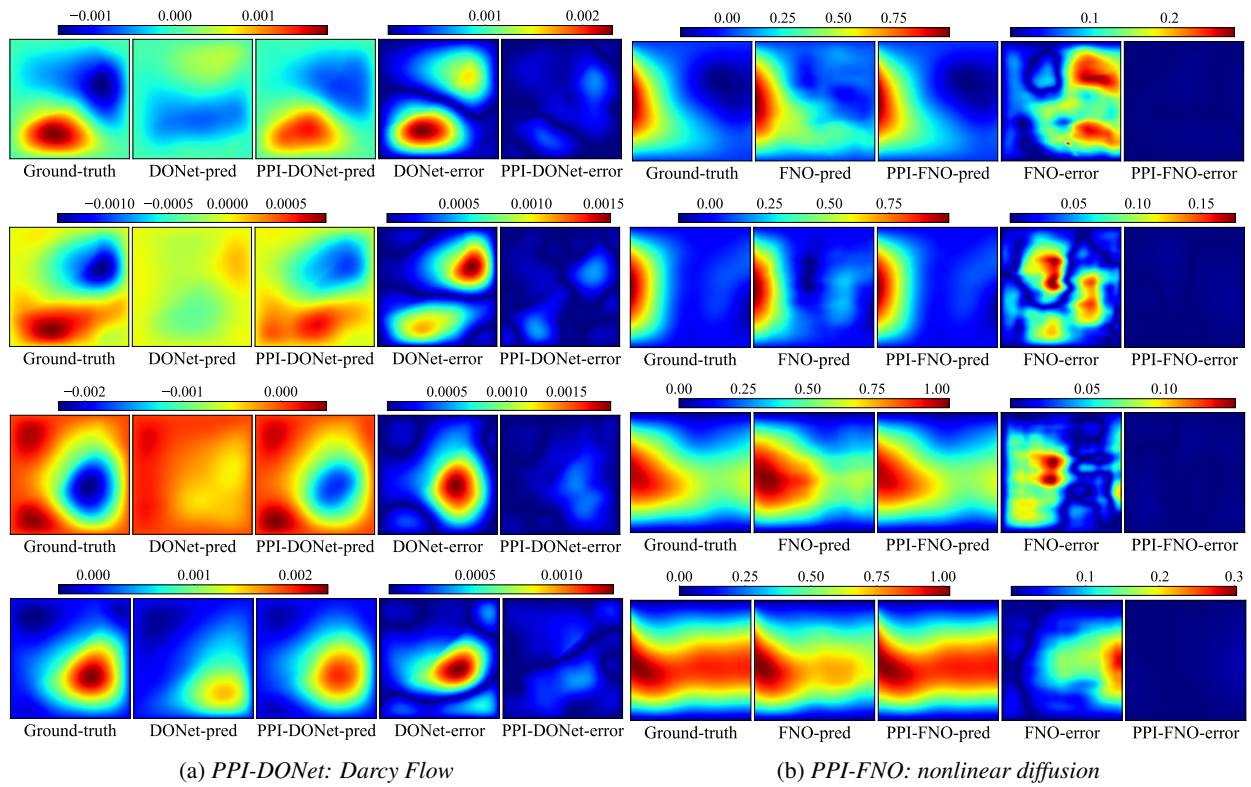 −0.001 0.000 0.001 0.001 0.002
0.00 0.25 0.50 0.75 0.1 0.2
Ground-truth DONet-pred PPI-DONet-pred DONet-error PPI-DONet-error
Ground-truth FNO-pred PPI-FNO-pred FNO-error PPI-FNO-error
−0.0010 −0.0005 0.0000 0.0005 0.0005 0.0010 0.0015
0.00 0.25 0.50 0.75 0.05 0.10 0.15
Ground-truth DONet-pred PPI-DONet-pred DONet-error PPI-DONet-error
Ground-truth FNO-pred PPI-FNO-pred FNO-error PPI-FNO-error
−0.002 −0.001 0.000 0.0005 0.0010 0.0015
0.00 0.25 0.50 0.75 1.00 0.05 0.10
Ground-truth DONet-pred PPI-DONet-pred DONet-error PPI-DONet-error
Ground-truth FNO-pred PPI-FNO-pred FNO-error PPI-FNO-error
0.000 0.001 0.002 0.0005 0.0010
0.00 0.25 0.50 0.75 1.00 0.1 0.2 0.3
Ground-truth DONet-pred PPI-DONet-pred DONet-error PPI-DONet-error
Ground-truth FNO-pred PPI-FNO-pred FNO-error PPI-FNO-error
(a) PPI-DONet: Darcy Flow
(b) PPI-FNO: nonlinear diffusion